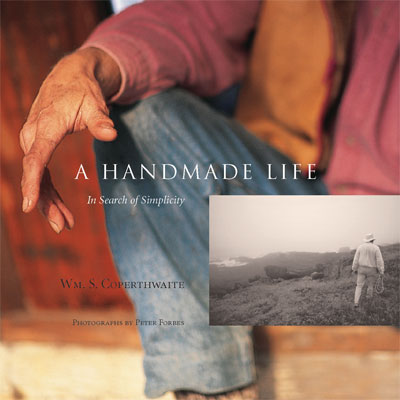 A HANDMADE LIFE
In Search of Simplicity
Wm. S. Coperthwaite
Photographs by Peter Forbes